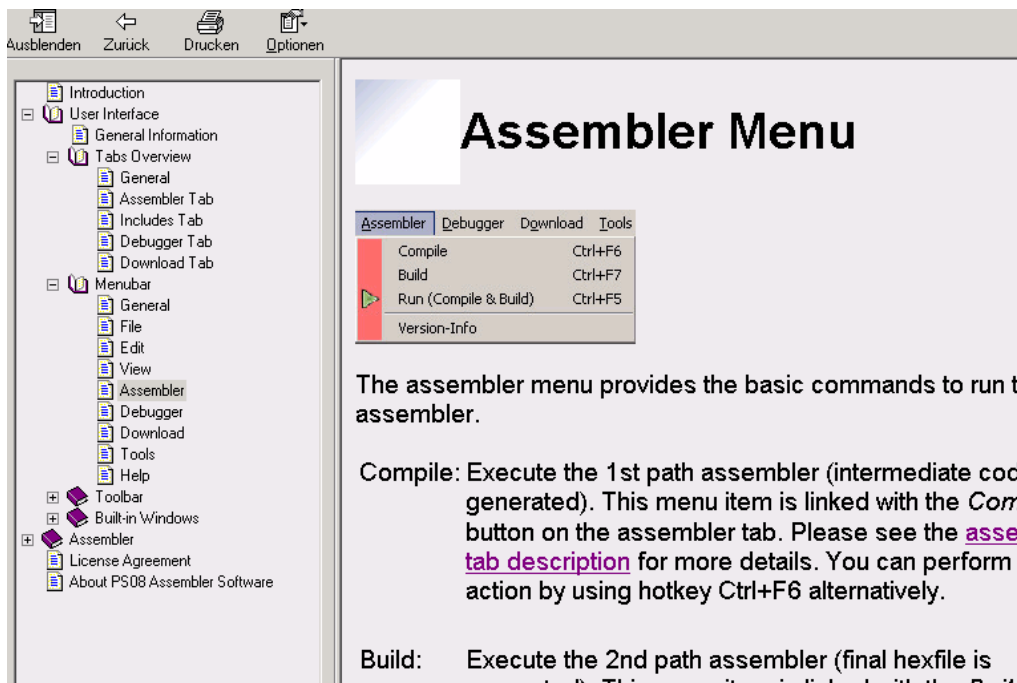 Ausblenden Zurück Drucken Optionen
Introduction
User Interface
General Information
Tabs Overview
General
Assembler Tab
Includes Tab
Debugger Tab
Download Tab
Menubar
General
File
Edit
View
Assembler
Debugger
Download
Tools
Help
Toolbar
Built-in Windows
Assembler
License Agreement
About PS08 Assembler Software
Assembler Menu
Assembler Debugger Download Tools
Compile Ctrl+F6
Build Ctrl+F7
Run (Compile & Build) Ctrl+F5
Version-Info
The assembler menu provides the basic commands to run
assembler.
Compile: Execute the 1st path assembler (intermediate
generated). This menu item is linked with the
button on the assembler tab. Please see the
tab description for more details. You can perform
action by using hotkey Ctrl+F6 alternatively.
Build: Execute the 2nd path assembler (final hexfile is